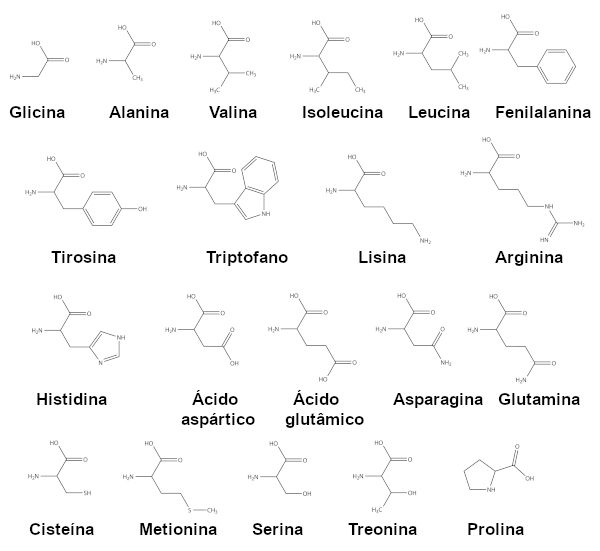 HO O HO O HO O HO O HO O HO O
H₂N H₂N CH₃ H₂N CH₃ H₃C H₂N H₃C CH₃ H₂N CH₃ CH₃ H₂N
Glicina Alanina Valina Isoleucina Leucina Fenilalanina
HO O HO O HO O HO O
H₂N OH H₂N NH H₂N NH₂ H₂N NH NH₂ HN
Tirosina Triptofano Lisina Arginina
HO O HO O HO O HO O HO O
H₂N NH N H₂N O OH H₂N O HO H₂N O NH₂ H₂N O H₂N
Histidina Ácido Ácido Asparagina Glutamina
aspártico glutâmico
HO O HO O HO O HO O O OH
H₂N SH H₂N S CH₃ H₂N OH H₂N OH H₃C NH
Cisteína Metionina Serina Treonina Prolina